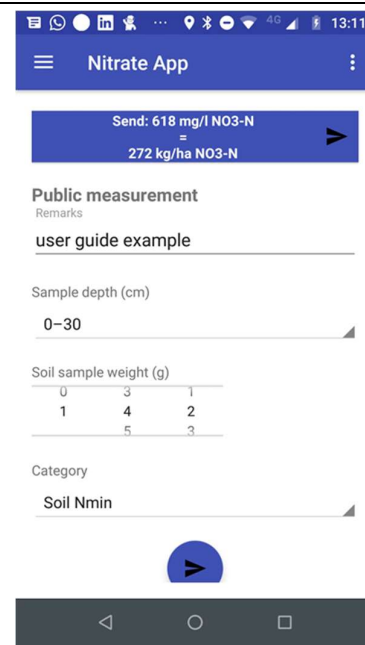 4G 13:11
Nitrate App
Send: 618 mg/l NO3-N
=
272 kg/ha NO3-N
Public measurement
Remarks
user guide example
Sample depth (cm)
0–30
Soil sample weight (g)
0 3 1
1 4 2
5 3
Category
Soil Nmin